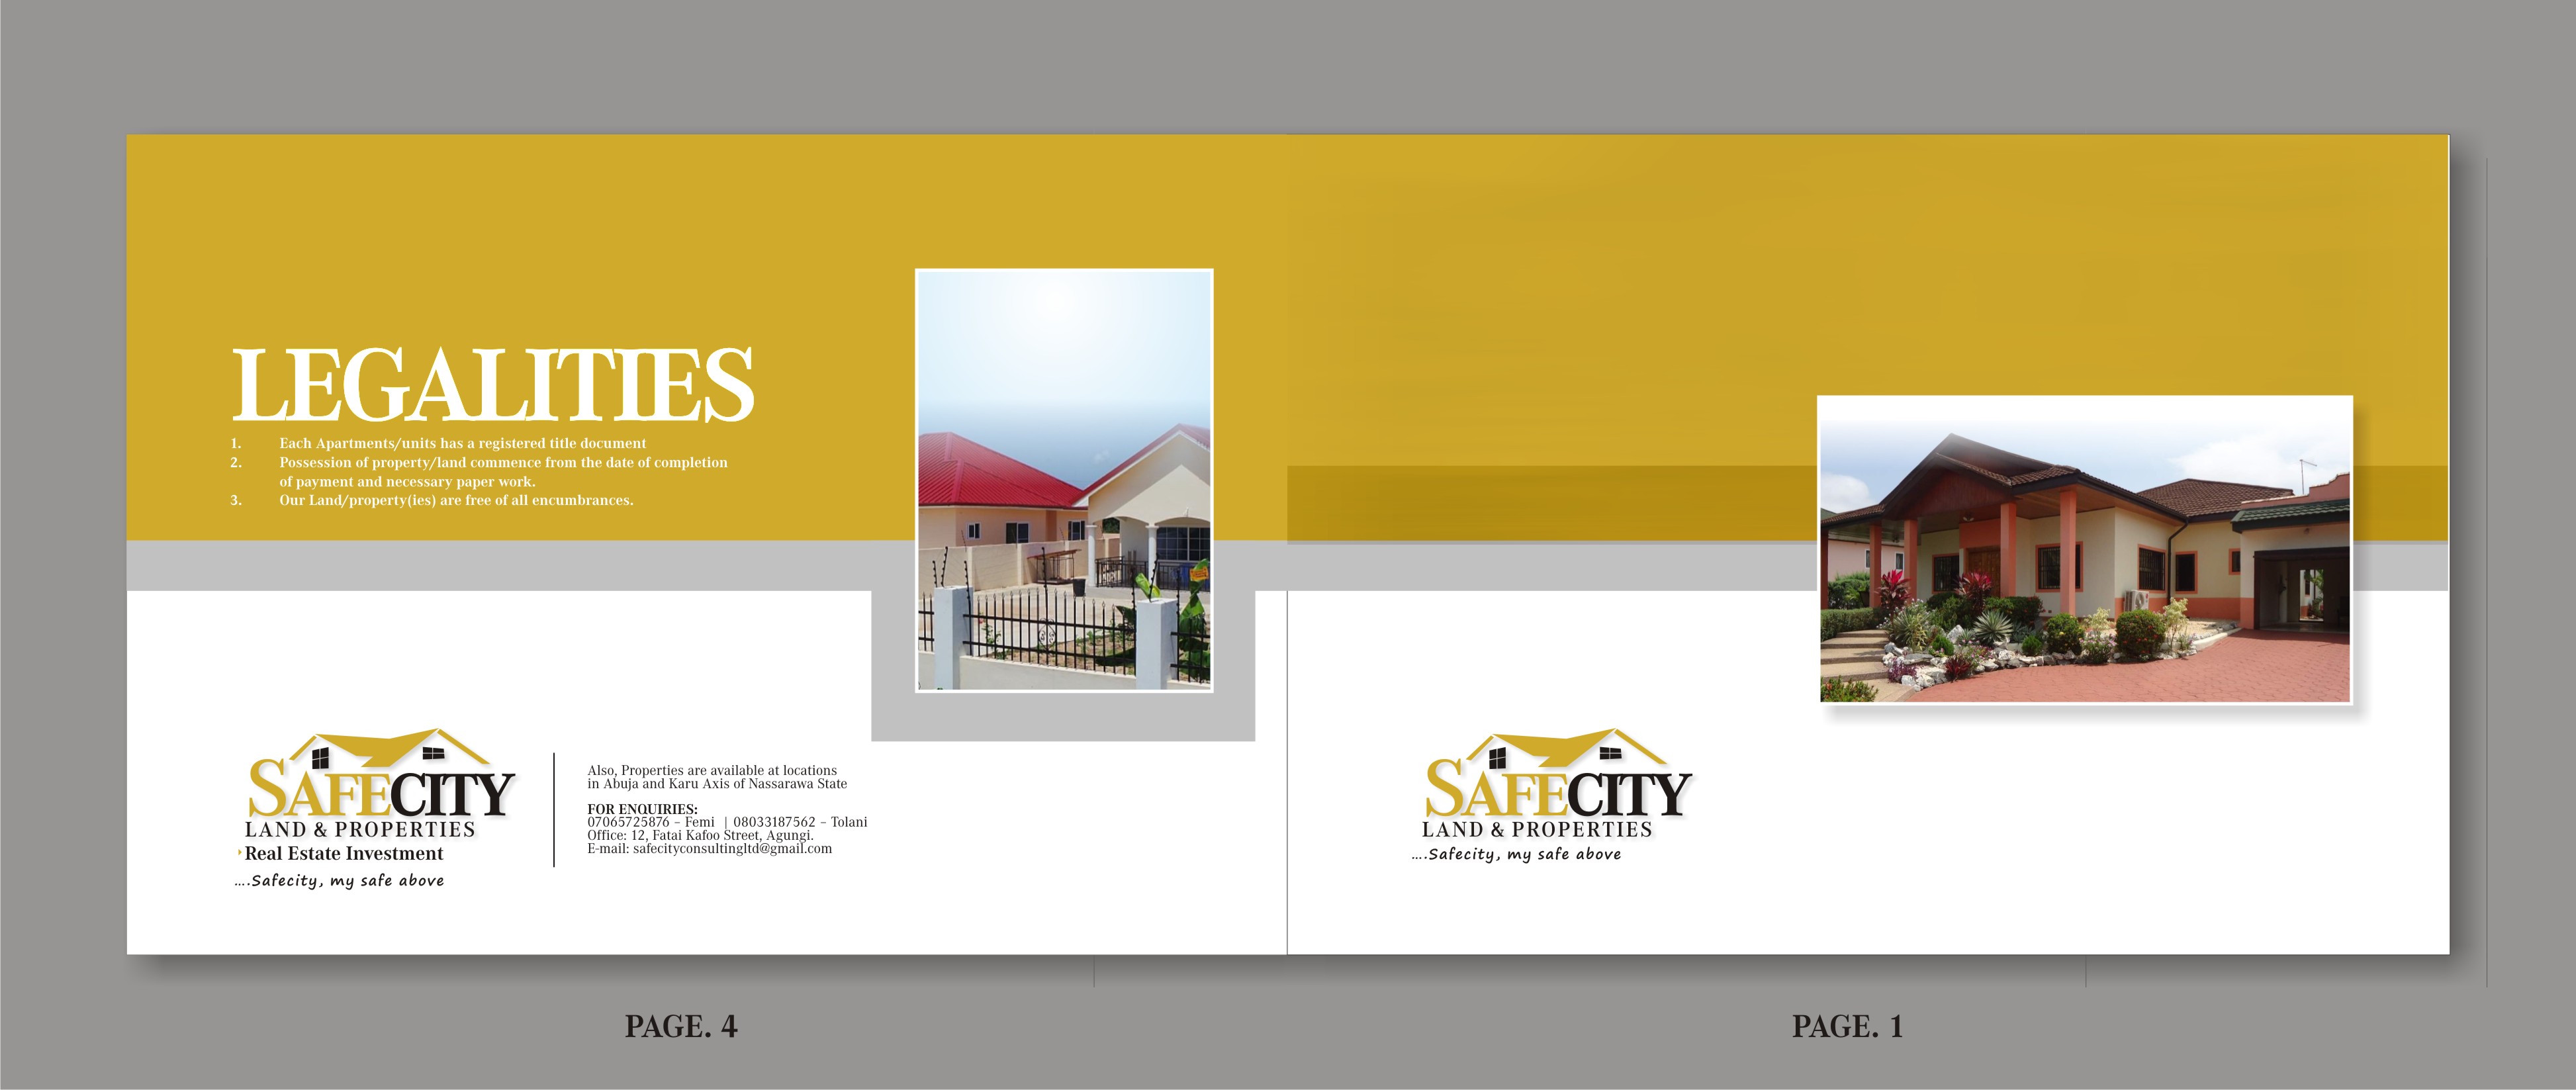 LEGALITIES
1. Each Apartments/units has a registered title document
2. Possession of property/land commence from the date of completion
of payment and necessary paper work.
3. Our Land/property(ies) are free of all encumbrances.
SAFECITY
LAND & PROPERTIES
Real Estate Investment
....Safecity, my safe above
Also, Properties are available at locations
in Abuja and Karu Axis of Nassarawa State
FOR ENQUIRIES:
07065725876 – Femi | 08033187562 – Tolani
Office: 12, Fatai Kafoo Street, Agungi.
E-mail: safecityconsultingltd@gmail.com
SAFECITY
LAND & PROPERTIES
....Safecity, my safe above
PAGE. 4
PAGE. 1